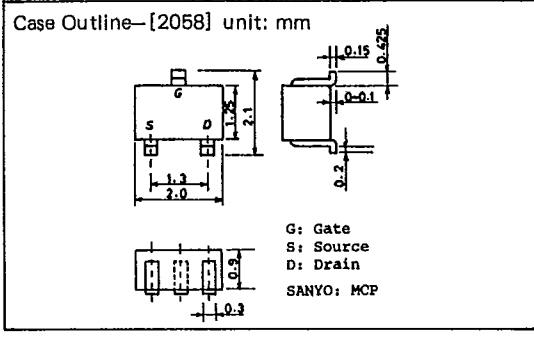 Case Outline—[2058] unit: mm
0.15
0.425
G
0~0.1
1.25
2.1
S D
0.2
1.3
2.0
G: Gate
S: Source
D: Drain
SANYO: MCP
0.9
0.3